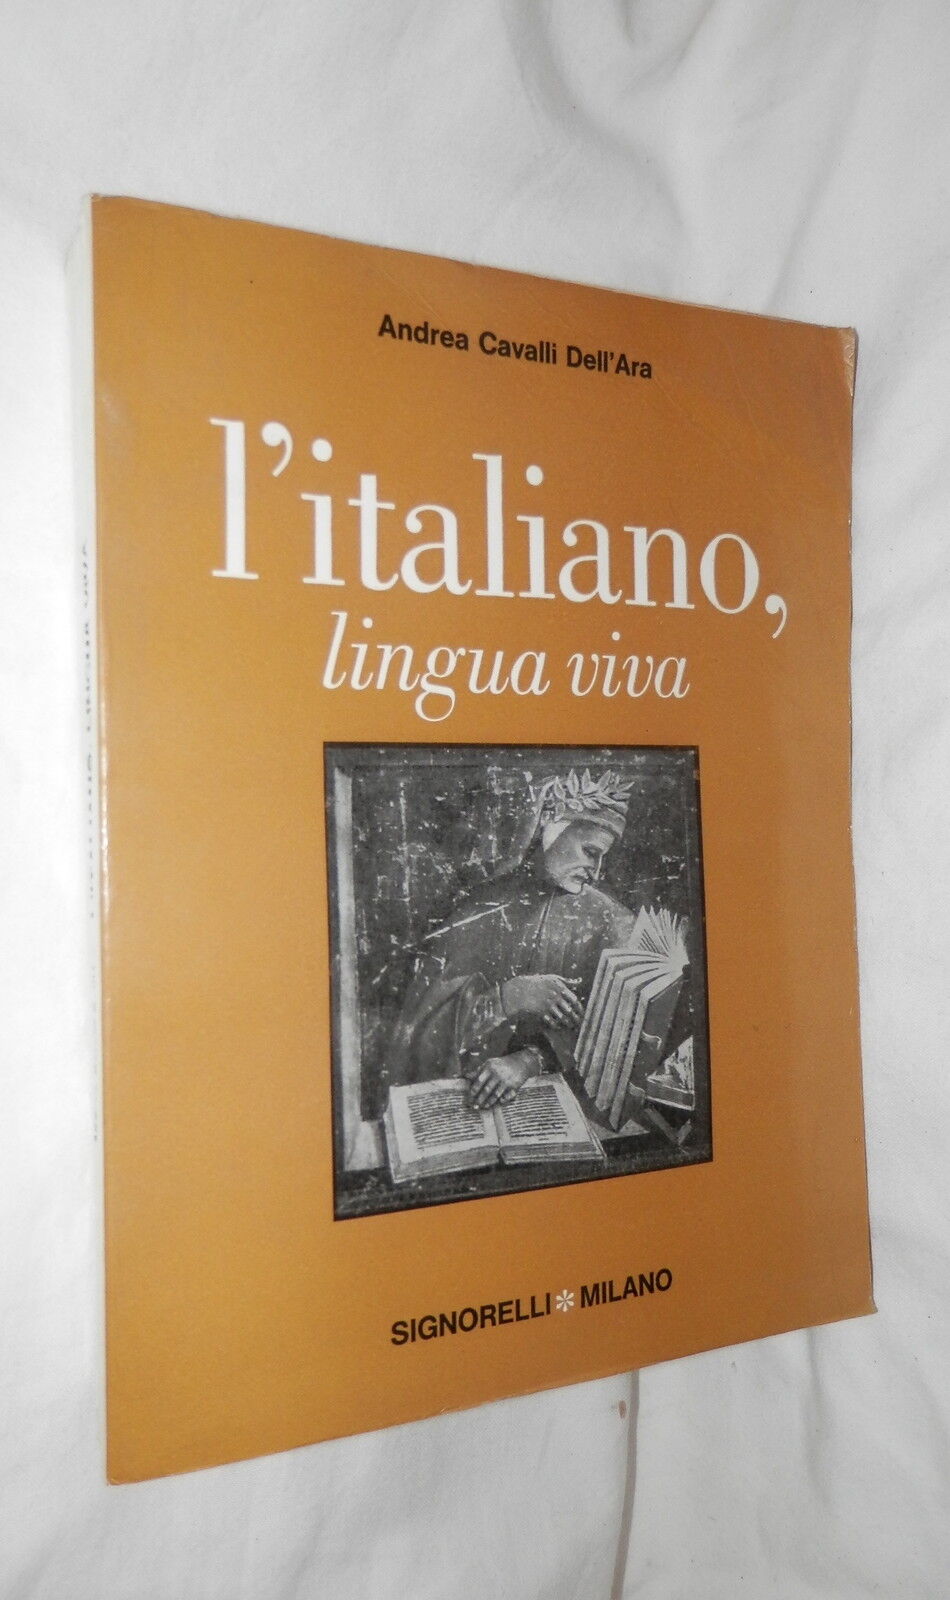 Andrea Cavalli Dell'Ara
l'italiano,
lingua viva
SIGNORELLI✻MILANO